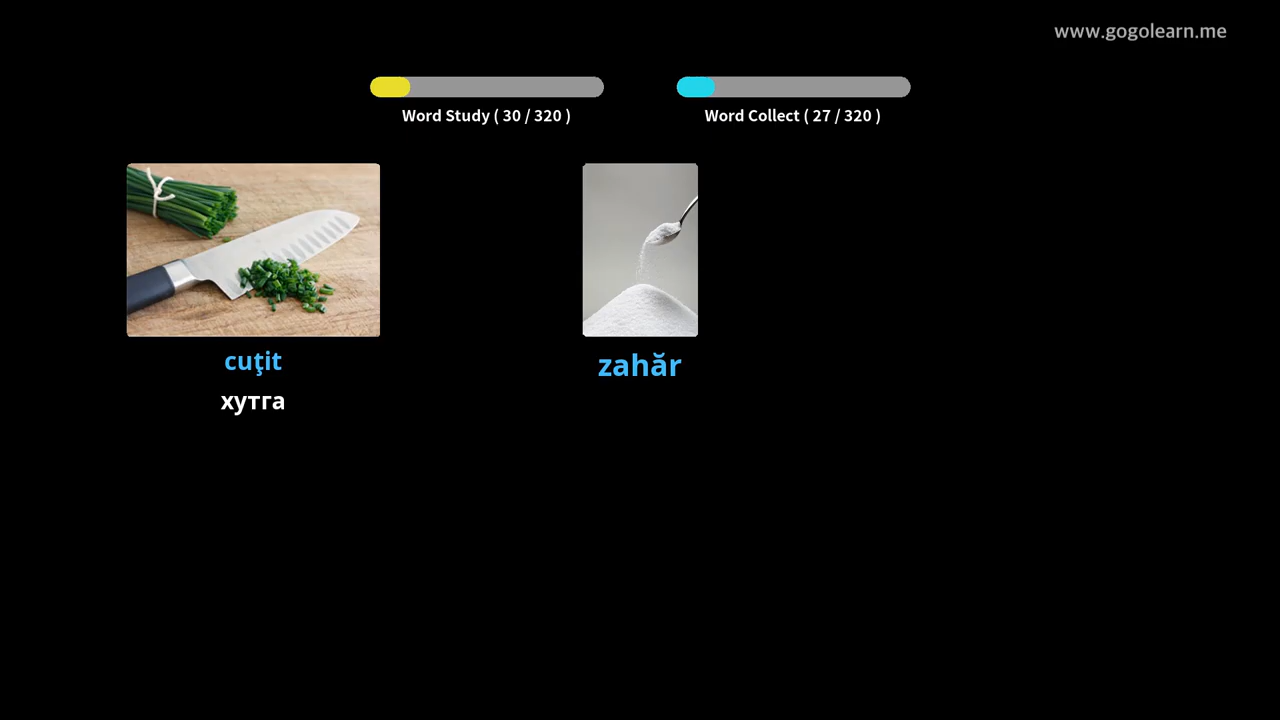 www.gogolearn.me
Word Study ( 30 / 320 )
Word Collect ( 27 / 320 )
cuţit
хутга
zahăr